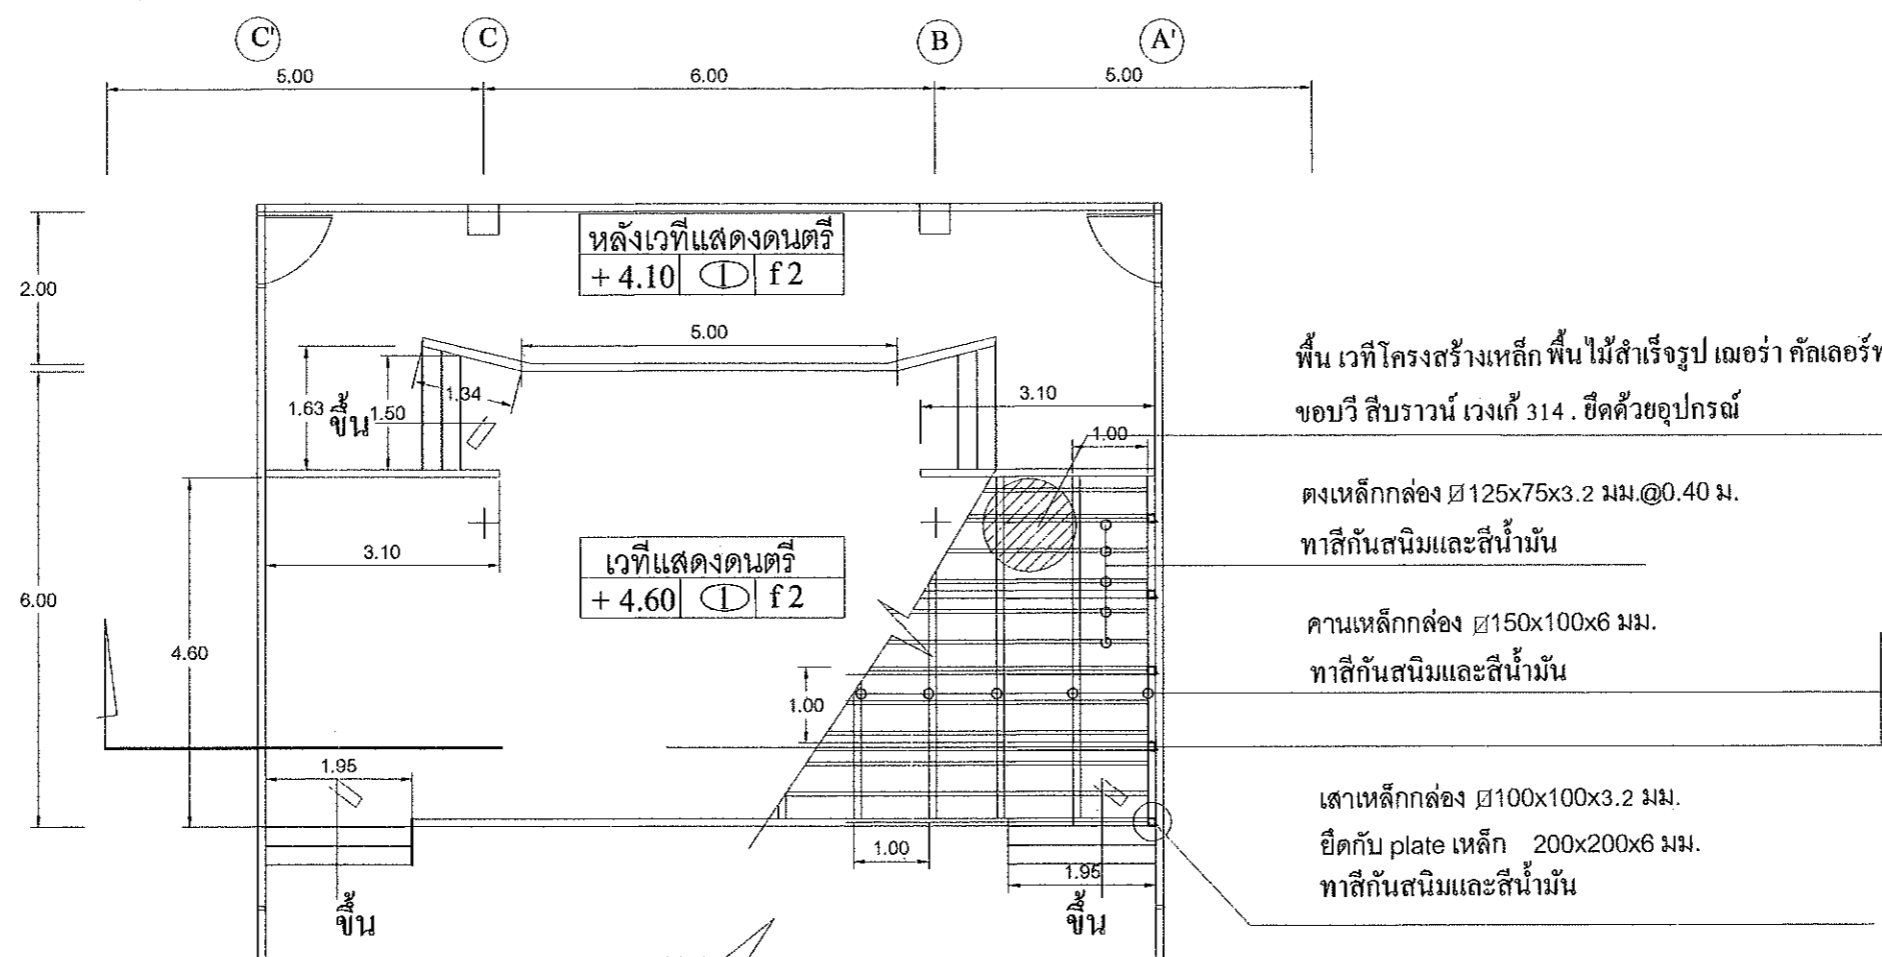 C' C B A'
5.00 6.00 5.00
หลังเวทีแสดงดนตรี
+ 4.10 1 f 2
2.00
5.00
1.63
ขึ้น
1.50
1.34
3.10
1.00
พื้น เวทีโครงสร้างเหล็ก พื้นไม้สำเร็จรูป เฌอร่า คัลเลอร์
ขอบวี สีบราวน์ เวงเก้ 314 . ยึดด้วยอุปกรณ์
ตงเหล็กกล่อง 125x75x3.2 มม.@0.40 ม.
ทาสีกันสนิมและสีน้ำมัน
3.10
เวทีแสดงดนตรี
+ 4.60 1 f 2
6.00
4.60
คานเหล็กกล่อง 150x100x6 มม.
ทาสีกันสนิมและสีน้ำมัน
1.00
1.95
เสาเหล็กกล่อง 100x100x3.2 มม.
ยึดกับ plate เหล็ก 200x200x6 มม.
ทาสีกันสนิมและสีน้ำมัน
1.00
1.95
ขึ้น
ขึ้น